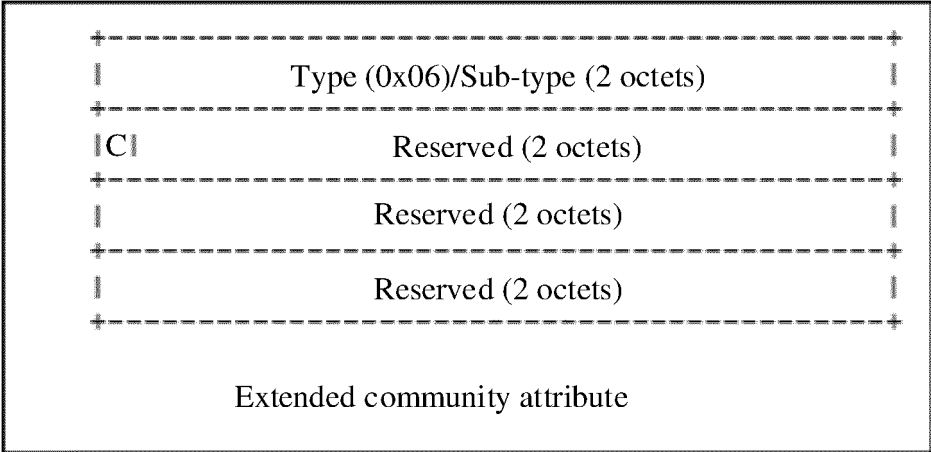 Type (0x06)/Sub-type (2 octets)
C Reserved (2 octets)
Reserved (2 octets)
Reserved (2 octets)
Extended community attribute